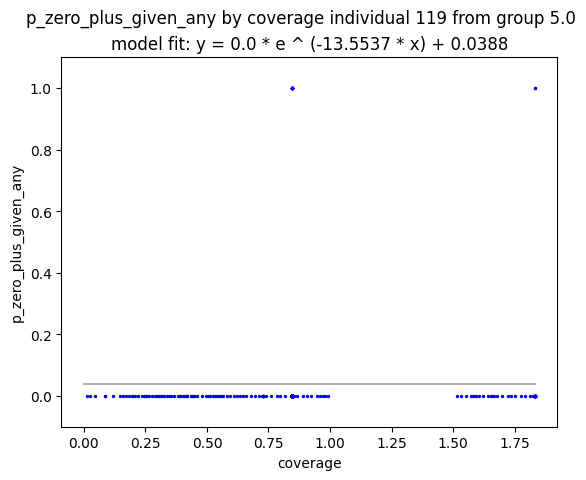 p_zero_plus_given_any by coverage individual 119 from group 5.0
model fit: y = 0.0 * e ^ (-13.5537 * x) + 0.0388
p_zero_plus_given_any
1.0
0.8
0.6
0.4
0.2
0.0
0.00 0.25 0.50 0.75 1.00 1.25 1.50 1.75
coverage